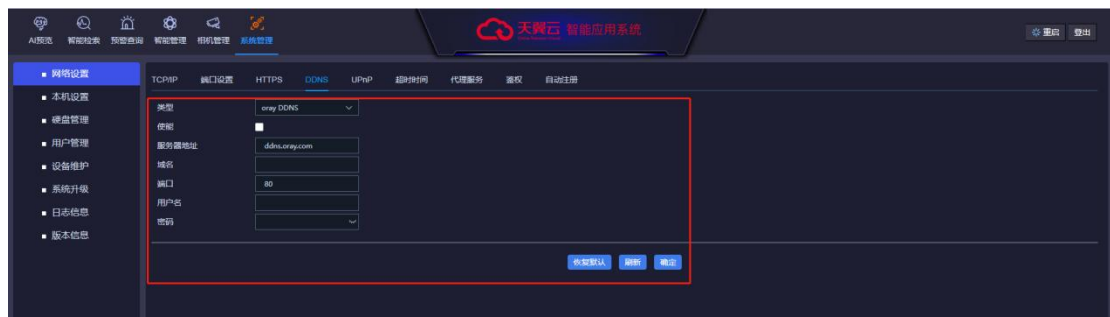 AI预览 智能检索 预警查询 智能管理 相机管理 系统管理 天翼云 智能应用系统 重启 登出
网络设置 TCP/IP 端口设置 HTTPS DDNS UPnP 超时时间 代理服务 鉴权 自动注册
本机设置
硬盘管理
用户管理
设备维护
系统升级
日志信息
版本信息
类型 oray DDNS
使能
服务器地址 ddns.oray.com
域名
端口 80
用户名
密码
恢复默认 刷新 确定